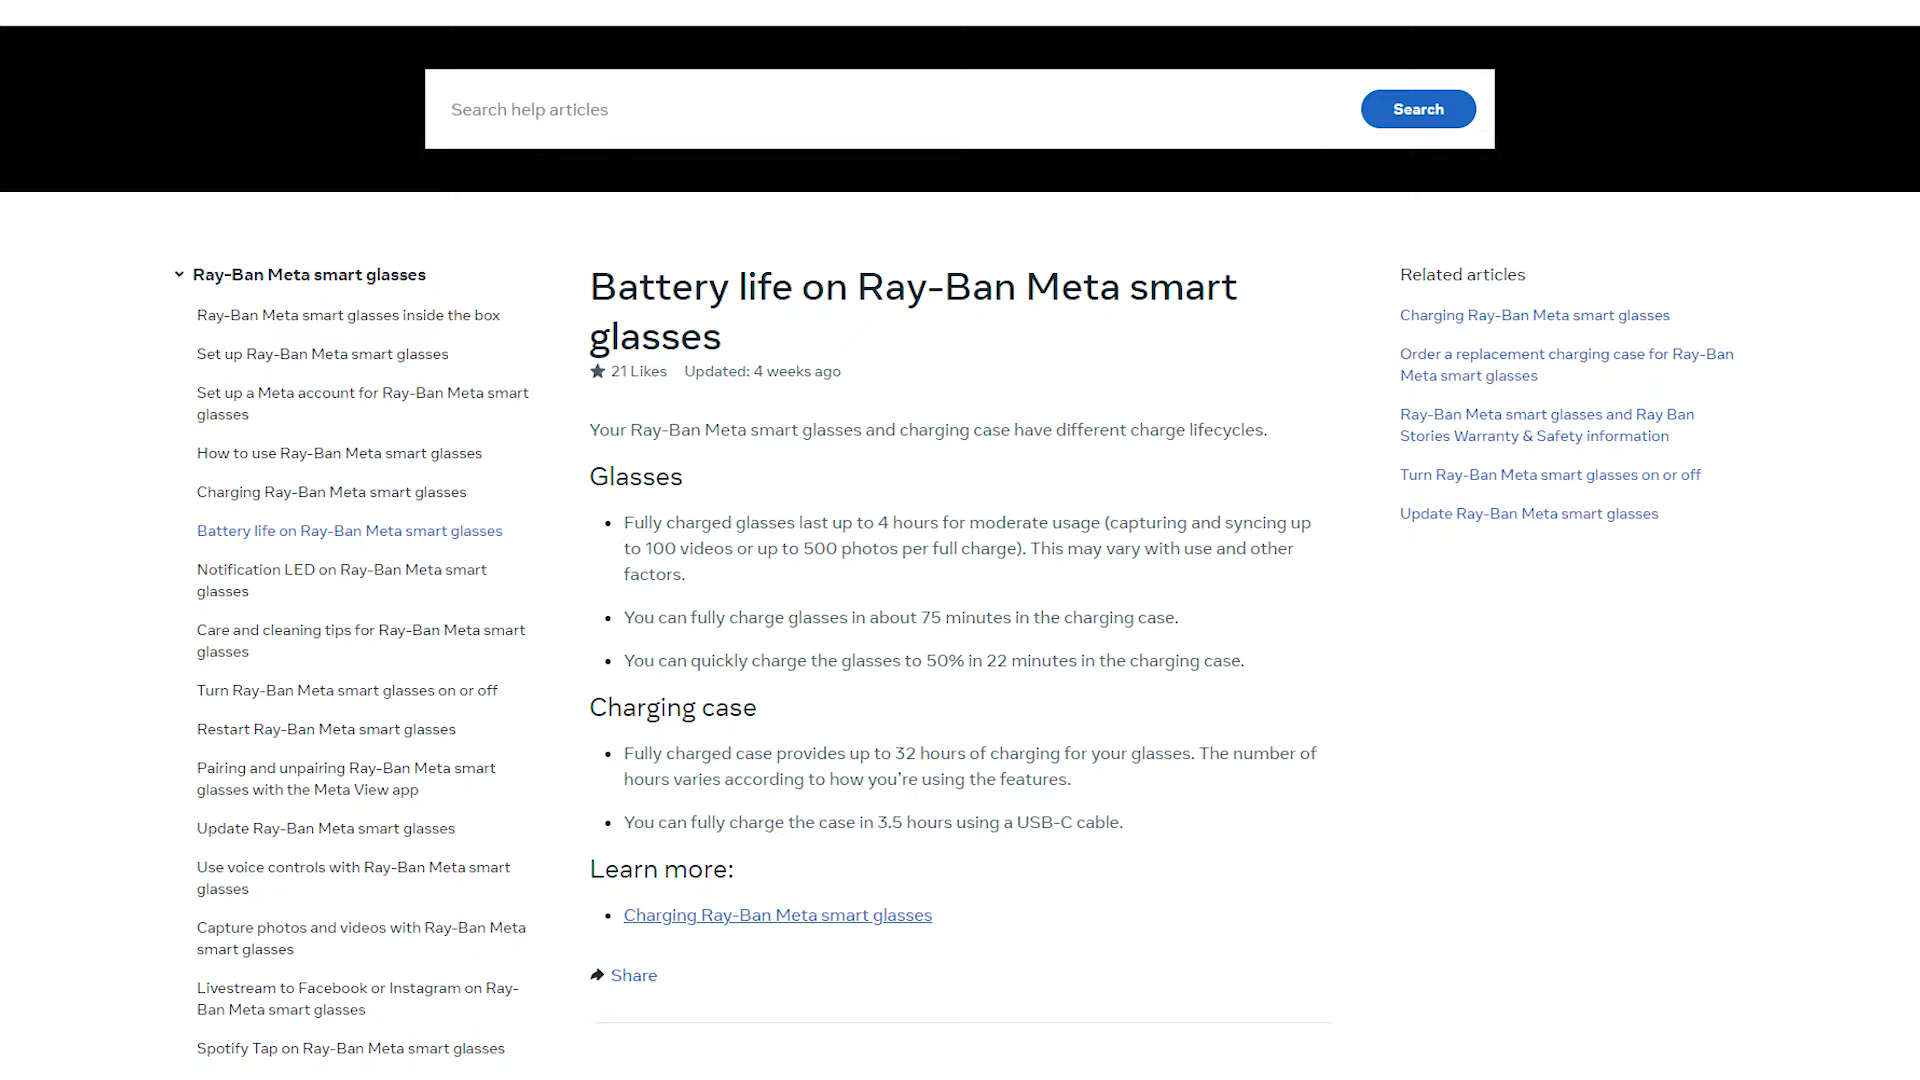 Search help articles
Search
Ray-Ban Meta smart glasses
Ray-Ban Meta smart glasses inside the box
Set up Ray-Ban Meta smart glasses
Set up a Meta account for Ray-Ban Meta smart
glasses
How to use Ray-Ban Meta smart glasses
Charging Ray-Ban Meta smart glasses
Battery life on Ray-Ban Meta smart glasses
Notification LED on Ray-Ban Meta smart
glasses
Care and cleaning tips for Ray-Ban Meta smart
glasses
Turn Ray-Ban Meta smart glasses on or off
Restart Ray-Ban Meta smart glasses
Pairing and unpairing Ray-Ban Meta smart
glasses with the Meta View app
Update Ray-Ban Meta smart glasses
Use voice controls with Ray-Ban Meta smart
glasses
Capture photos and videos with Ray-Ban Meta
smart glasses
Livestream to Facebook or Instagram on Ray-
Ban Meta smart glasses
Spotify Tap on Ray-Ban Meta smart glasses
Battery life on Ray-Ban Meta smart
glasses
21 Likes Updated: 4 weeks ago
Your Ray-Ban Meta smart glasses and charging case have different charge lifecycles.
Glasses
• Fully charged glasses last up to 4 hours for moderate usage (capturing and syncing up
to 100 videos or up to 500 photos per full charge). This may vary with use and other
factors.
• You can fully charge glasses in about 75 minutes in the charging case.
• You can quickly charge the glasses to 50% in 22 minutes in the charging case.
Charging case
• Fully charged case provides up to 32 hours of charging for your glasses. The number of
hours varies according to how you’re using the features.
• You can fully charge the case in 3.5 hours using a USB-C cable.
Learn more:
• Charging Ray-Ban Meta smart glasses
Share
Related articles
Charging Ray-Ban Meta smart glasses
Order a replacement charging case for Ray-Ban
Meta smart glasses
Ray-Ban Meta smart glasses and Ray Ban
Stories Warranty & Safety information
Turn Ray-Ban Meta smart glasses on or off
Update Ray-Ban Meta smart glasses